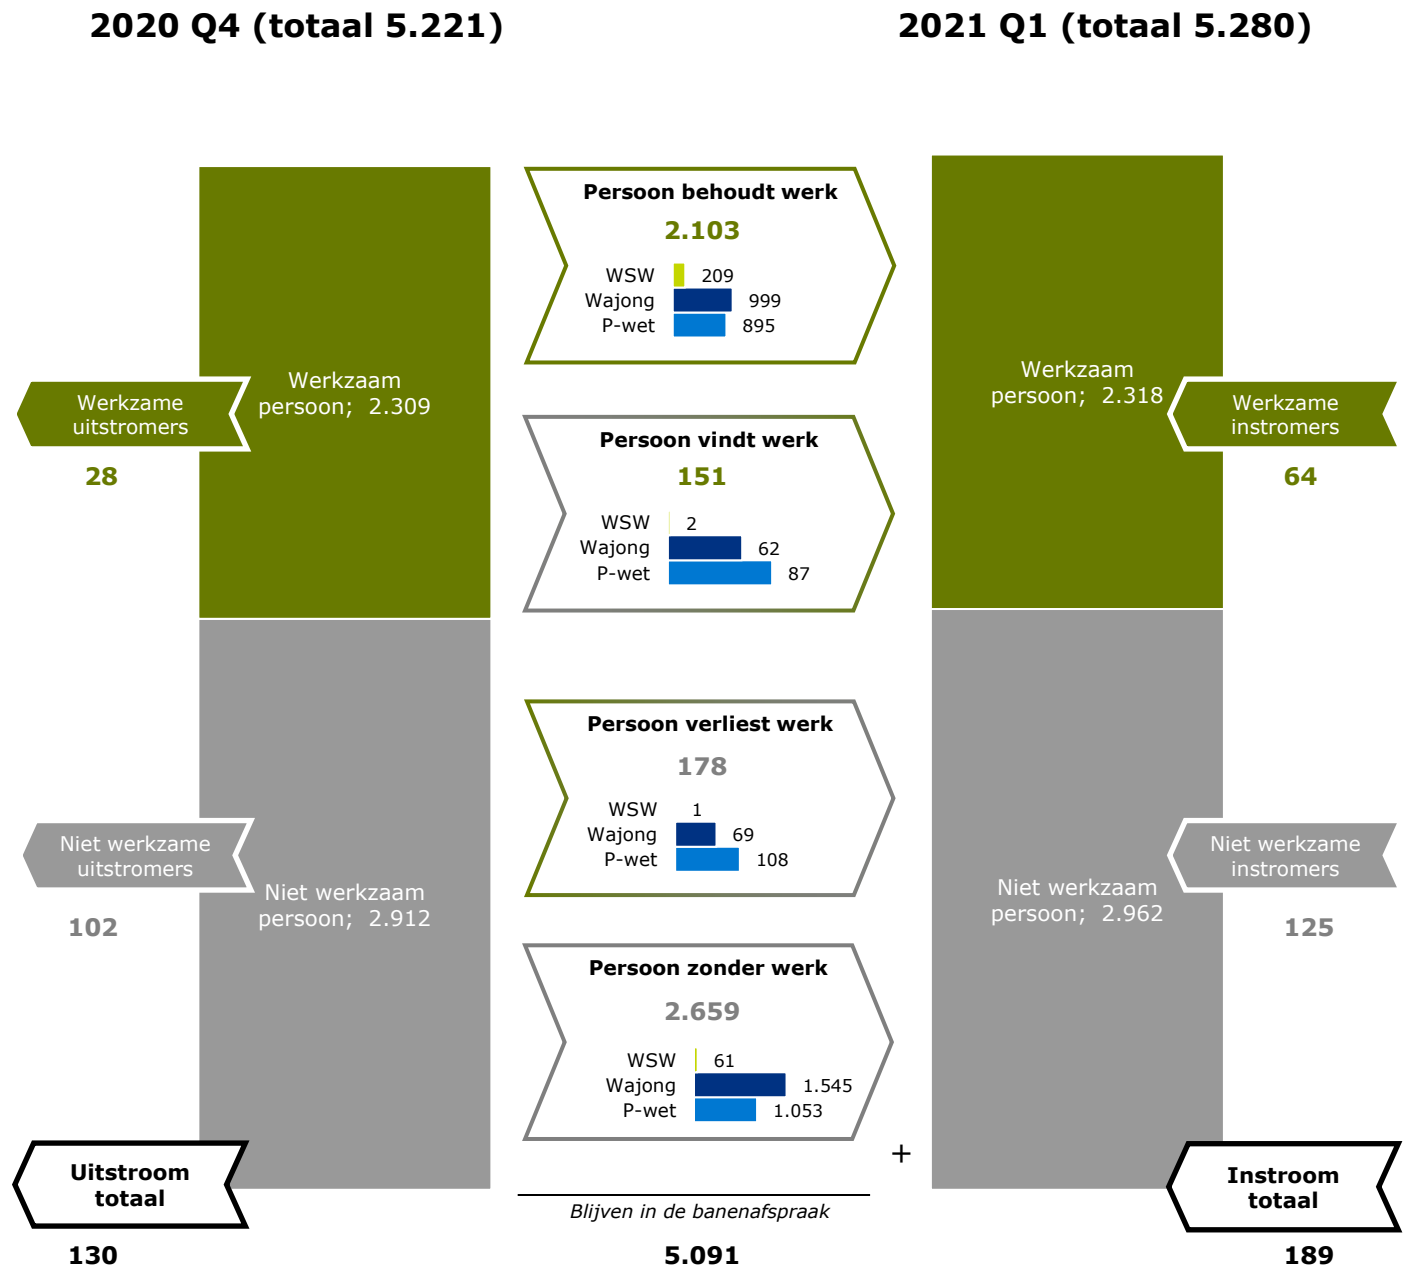 2020 Q4 (totaal 5.221)
2021 Q1 (totaal 5.280)
Persoon behoudt werk
2.103
WSW 209
Wajong 999
P-wet 895
Werkzaam
persoon; 2.309
Werkzaam
persoon; 2.318
Werkzame
uitstromers
28
Werkzame
instromers
64
Persoon vindt werk
151
WSW 2
Wajong 62
P-wet 87
Persoon verliest werk
178
WSW 1
Wajong 69
P-wet 108
Niet werkzame
uitstromers
102
Niet werkzaam
persoon; 2.912
Niet werkzaam
persoon; 2.962
Niet werkzame
instromers
125
Persoon zonder werk
2.659
WSW 61
Wajong 1.545
P-wet 1.053
+
Uitstroom
totaal
130
Blijven in de banenafspraak
5.091
Instroom
totaal
189